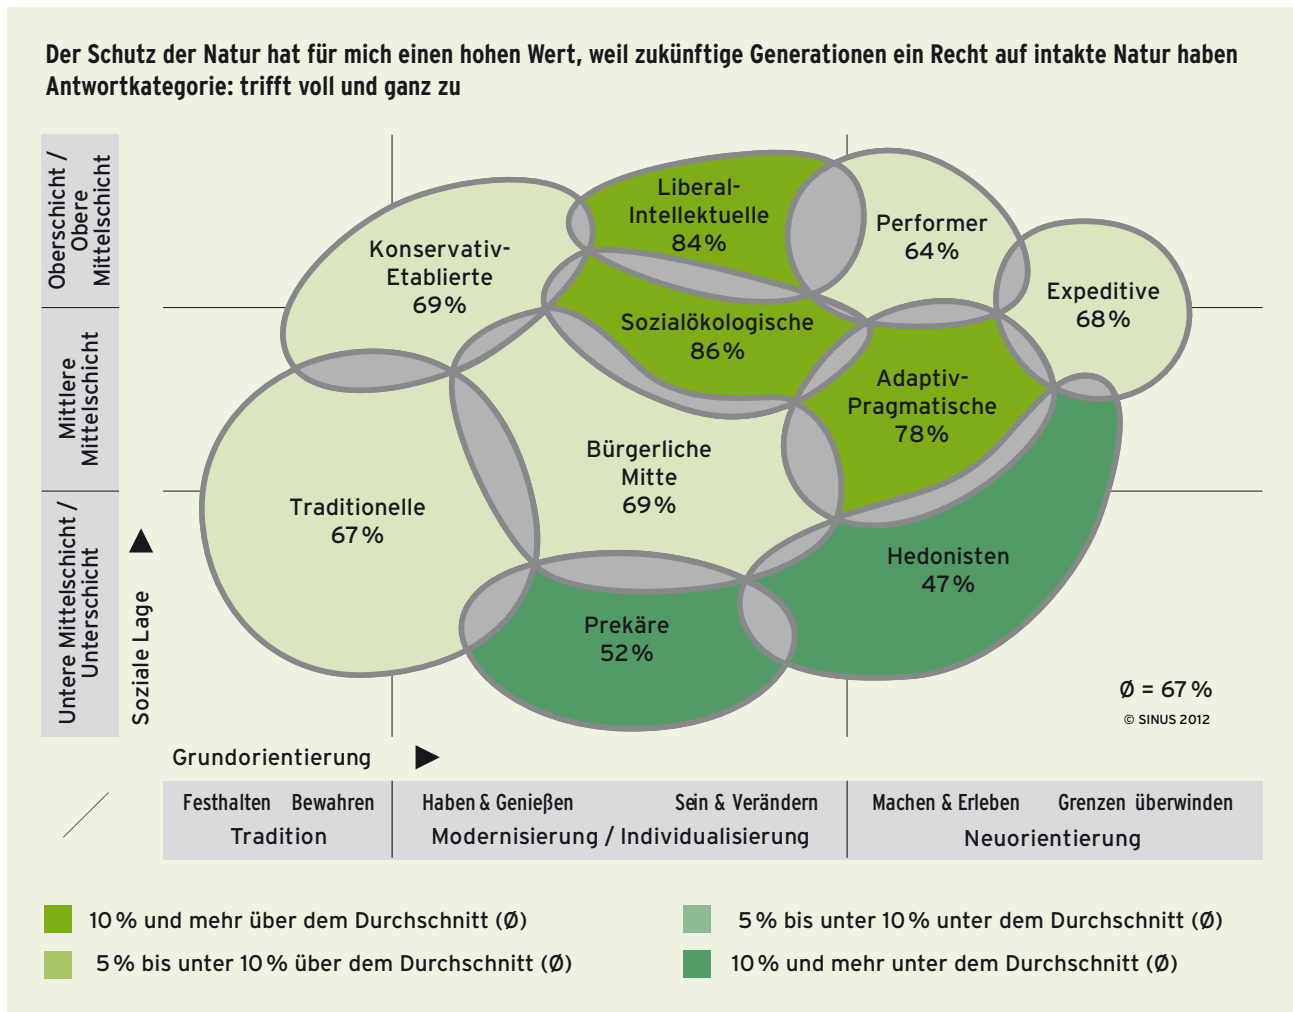 Der Schutz der Natur hat für mich einen hohen Wert, weil zukünftige Generationen ein Recht auf intakte Natur haben
Antwortkategorie: trifft voll und ganz zu
Oberschicht /
Obere
Mittelschicht
Mittlere
Mittelschicht
Untere Mittelschicht /
Unterschicht
Soziale Lage
Konservativ-
Etablierte
69 %
Liberal-
Intellektuelle
84 %
Performer
64 %
Expeditive
68 %
Sozialökologische
86 %
Adaptiv-
Pragmatische
78 %
Traditionelle
67 %
Bürgerliche
Mitte
69 %
Hedonisten
47 %
Prekäre
52 %
Ø = 67 %
© SINUS 2012
Grundorientierung
Festhalten Bewahren
Tradition
Haben & Genießen Sein & Verändern
Modernisierung / Individualisierung
Machen & Erleben Grenzen überwinden
Neuorientierung
10 % und mehr über dem Durchschnitt (Ø)
5 % bis unter 10 % über dem Durchschnitt (Ø)
5 % bis unter 10 % unter dem Durchschnitt (Ø)
10 % und mehr unter dem Durchschnitt (Ø)